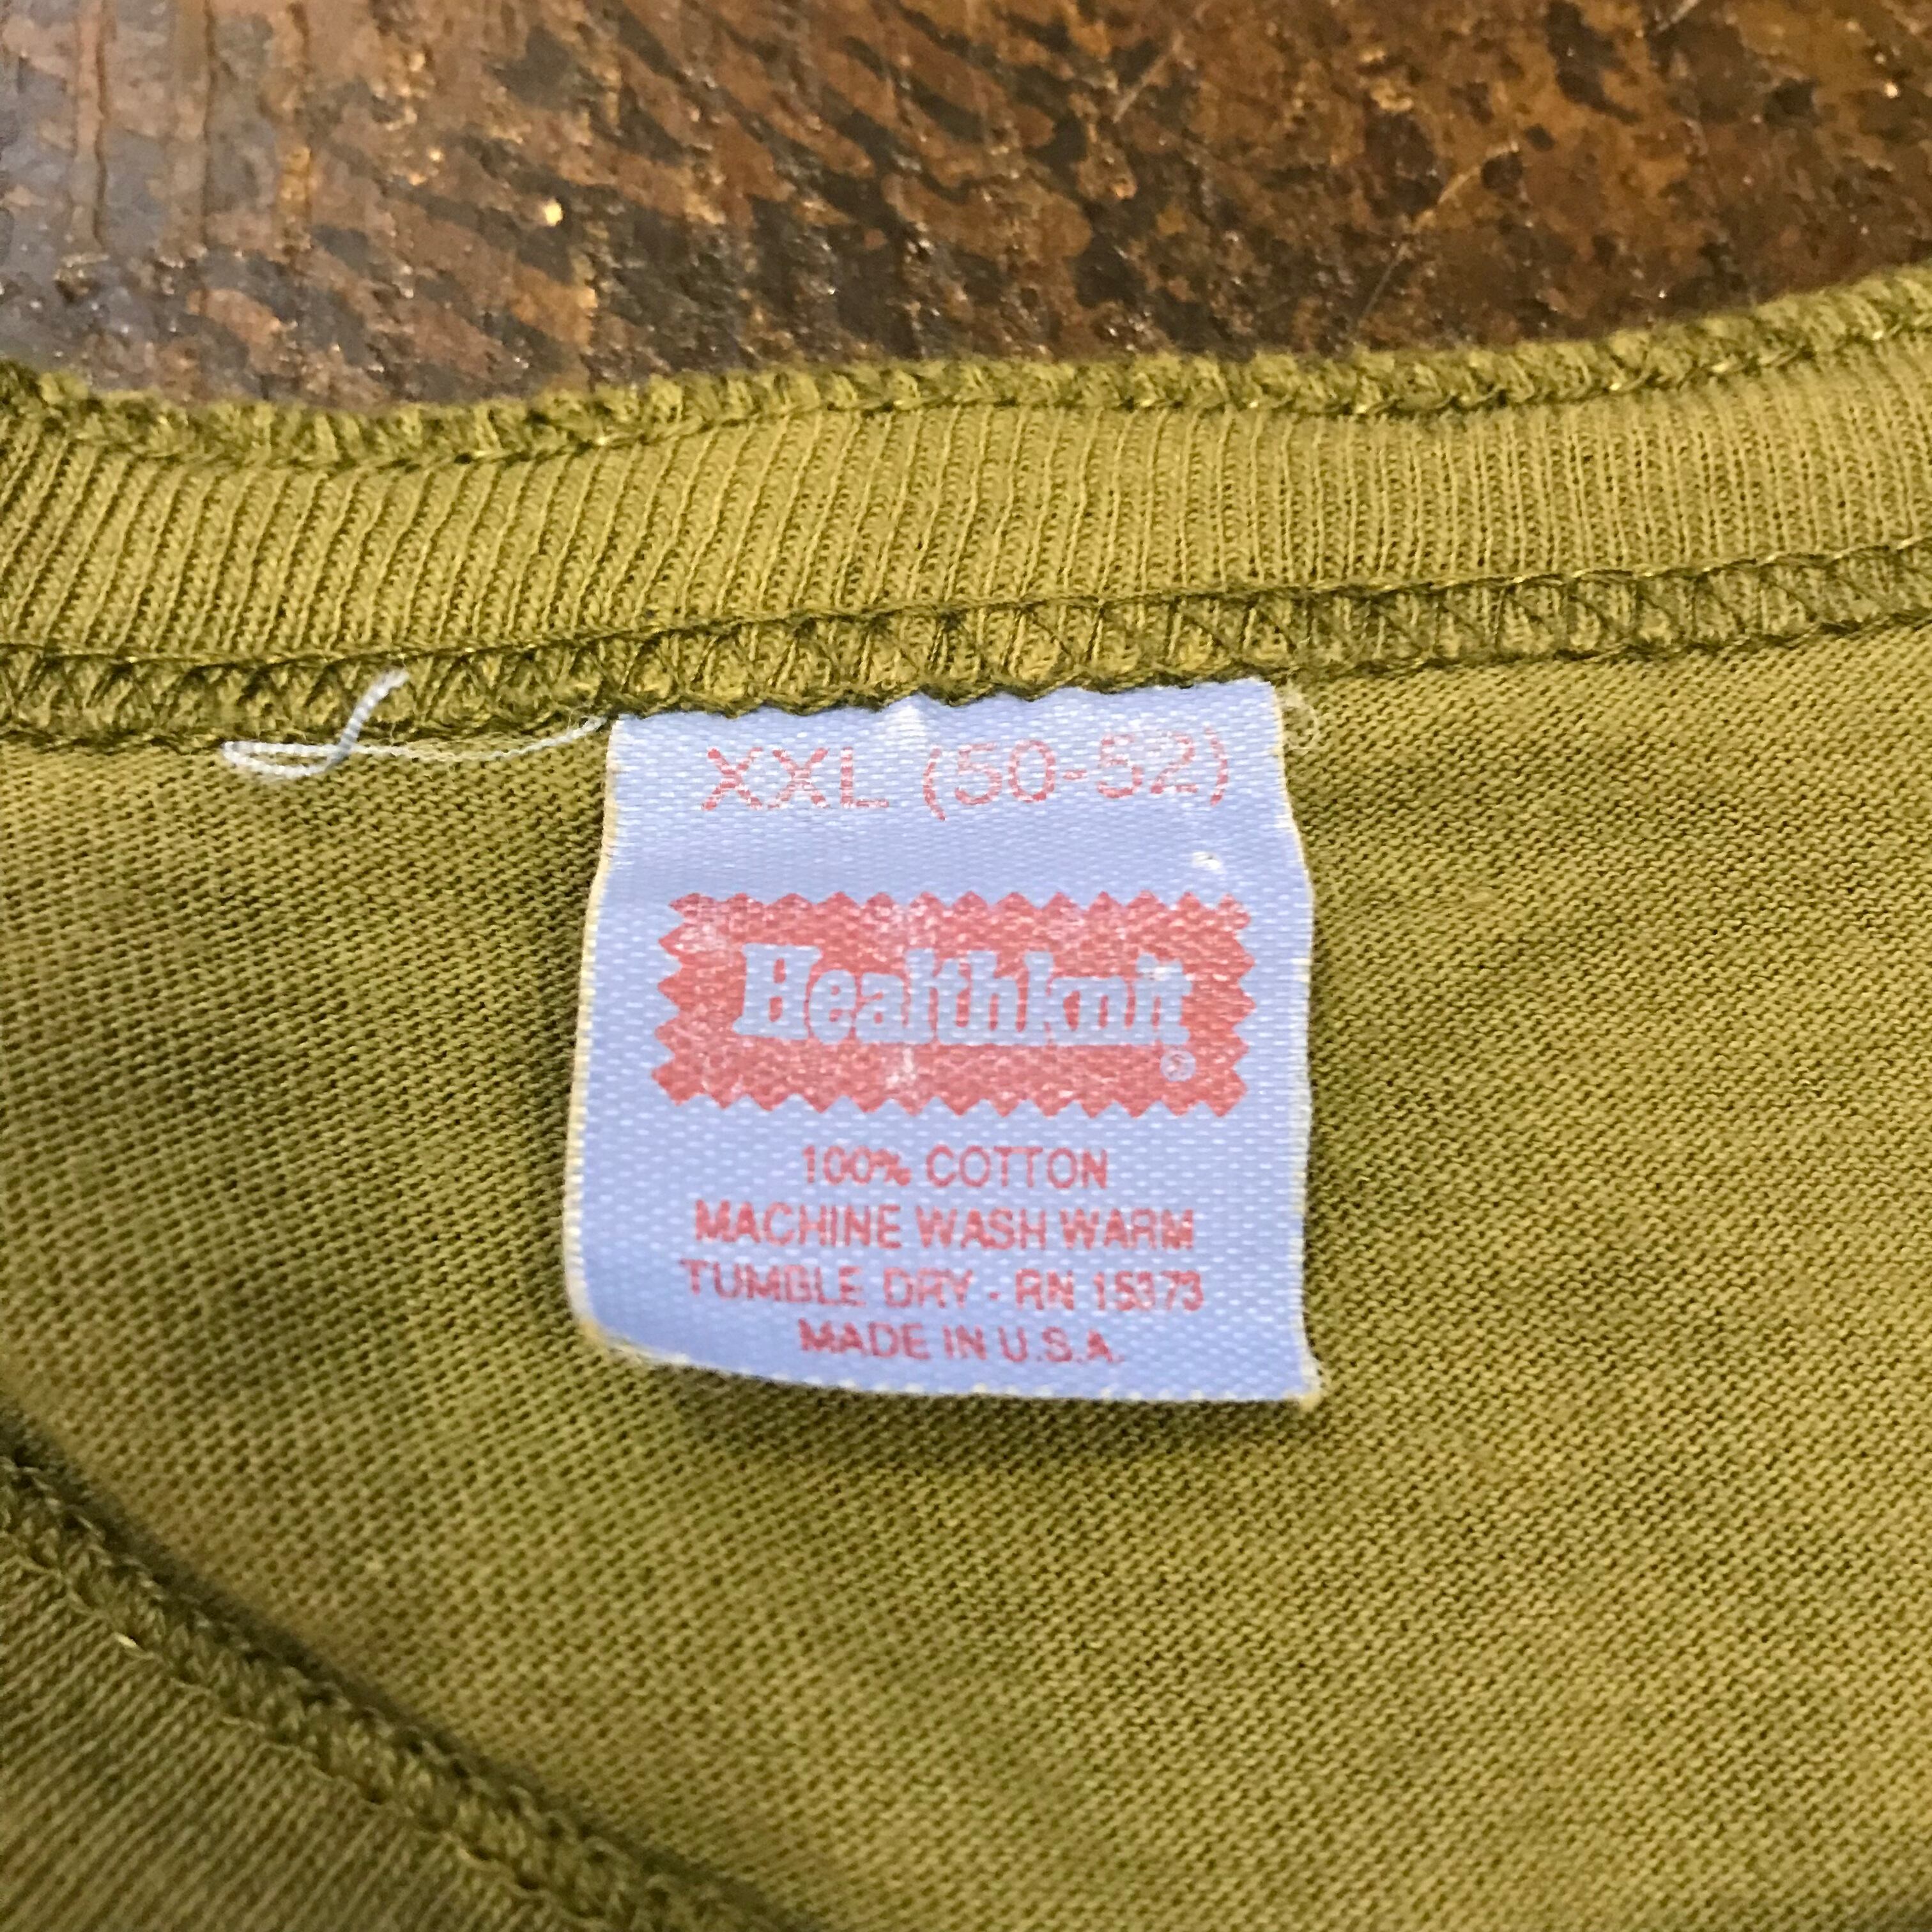 XXL (50-52)
Healthknit
®
100% COTTON
MACHINE WASH WARM
TUMBLE DRY - RN 15373
MADE IN U.S.A.